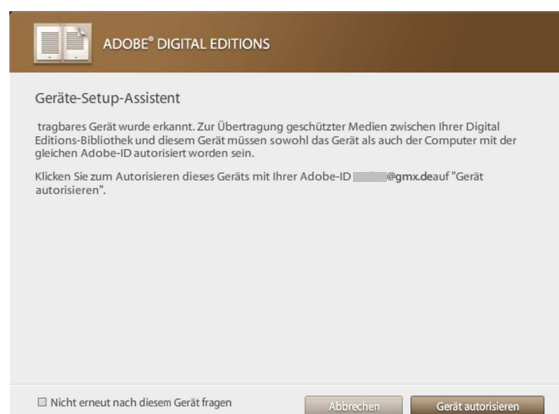 ADOBE® DIGITAL EDITIONS
Geräte-Setup-Assistent
tragbares Gerät wurde erkannt. Zur Übertragung geschützter Medien zwischen Ihrer Digital
Editions-Bibliothek und diesem Gerät müssen sowohl das Gerät als auch der Computer mit der
gleichen Adobe-ID autorisiert worden sein.
Klicken Sie zum Autorisieren dieses Geräts mit Ihrer Adobe-ID @gmx.deauf "Gerät
autorisieren".
Nicht erneut nach diesem Gerät fragen
Abbrechen
Gerät autorisieren